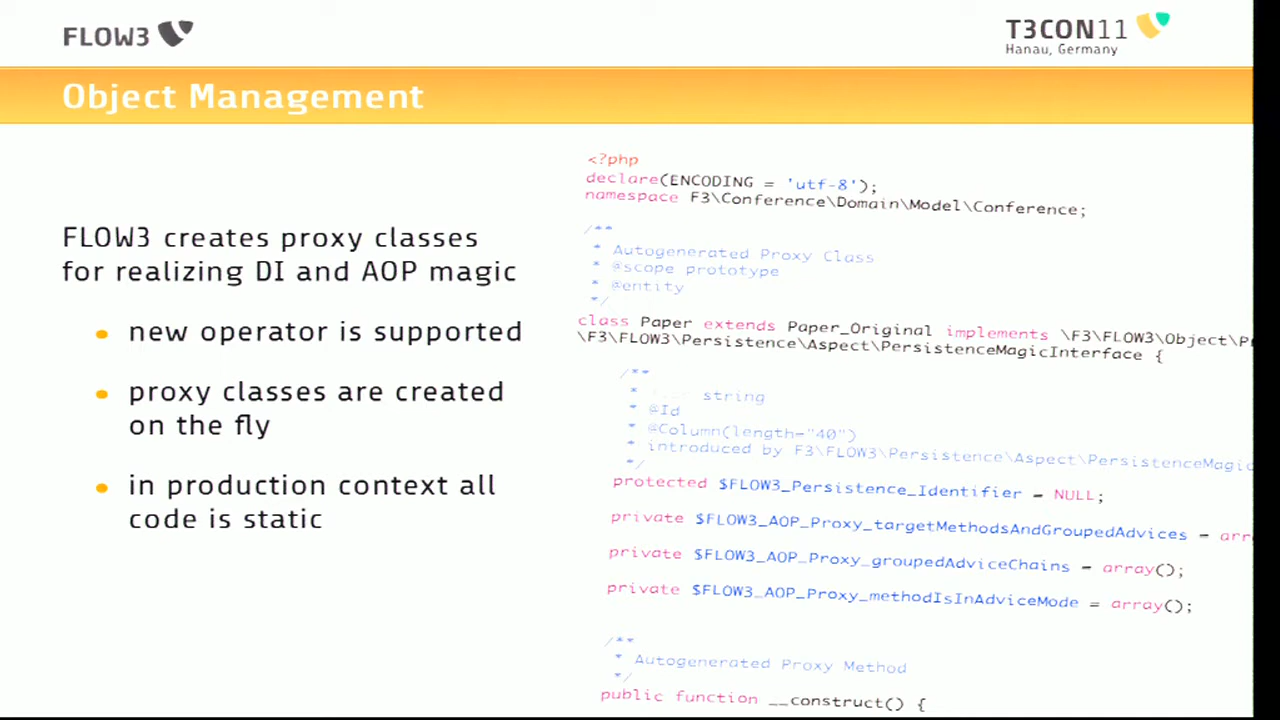 FLOW3
T3CON11
Hanau, Germany
Object Management
FLOW3 creates proxy classes
for realizing DI and AOP magic
new operator is supported
proxy classes are created
on the fly
in production context all
code is static
<?php
declare(ENCODING = 'utf-8');
namespace F3\Conference\Domain\Model\Conference;
/**
* Autogenerated Proxy Class
* @scope prototype
* @entity
*/
class Paper extends Paper_Original implements \F3\FLOW3\Object\Pr
\F3\FLOW3\Persistence\Aspect\PersistenceMagicInterface {
/**
* string
* @Id
* @Column(length="40")
* introduced by F3\FLOW3\Persistence\Aspect\PersistenceMagic
*/
protected $FLOW3_Persistence_Identifier = NULL;
private $FLOW3_AOP_Proxy_targetMethodsAndGroupedAdvices = arr
private $FLOW3_AOP_Proxy_groupedAdviceChains = array();
private $FLOW3_AOP_Proxy_methodIsInAdviceMode = array();
/**
* Autogenerated Proxy Method
*/
public function __construct() {